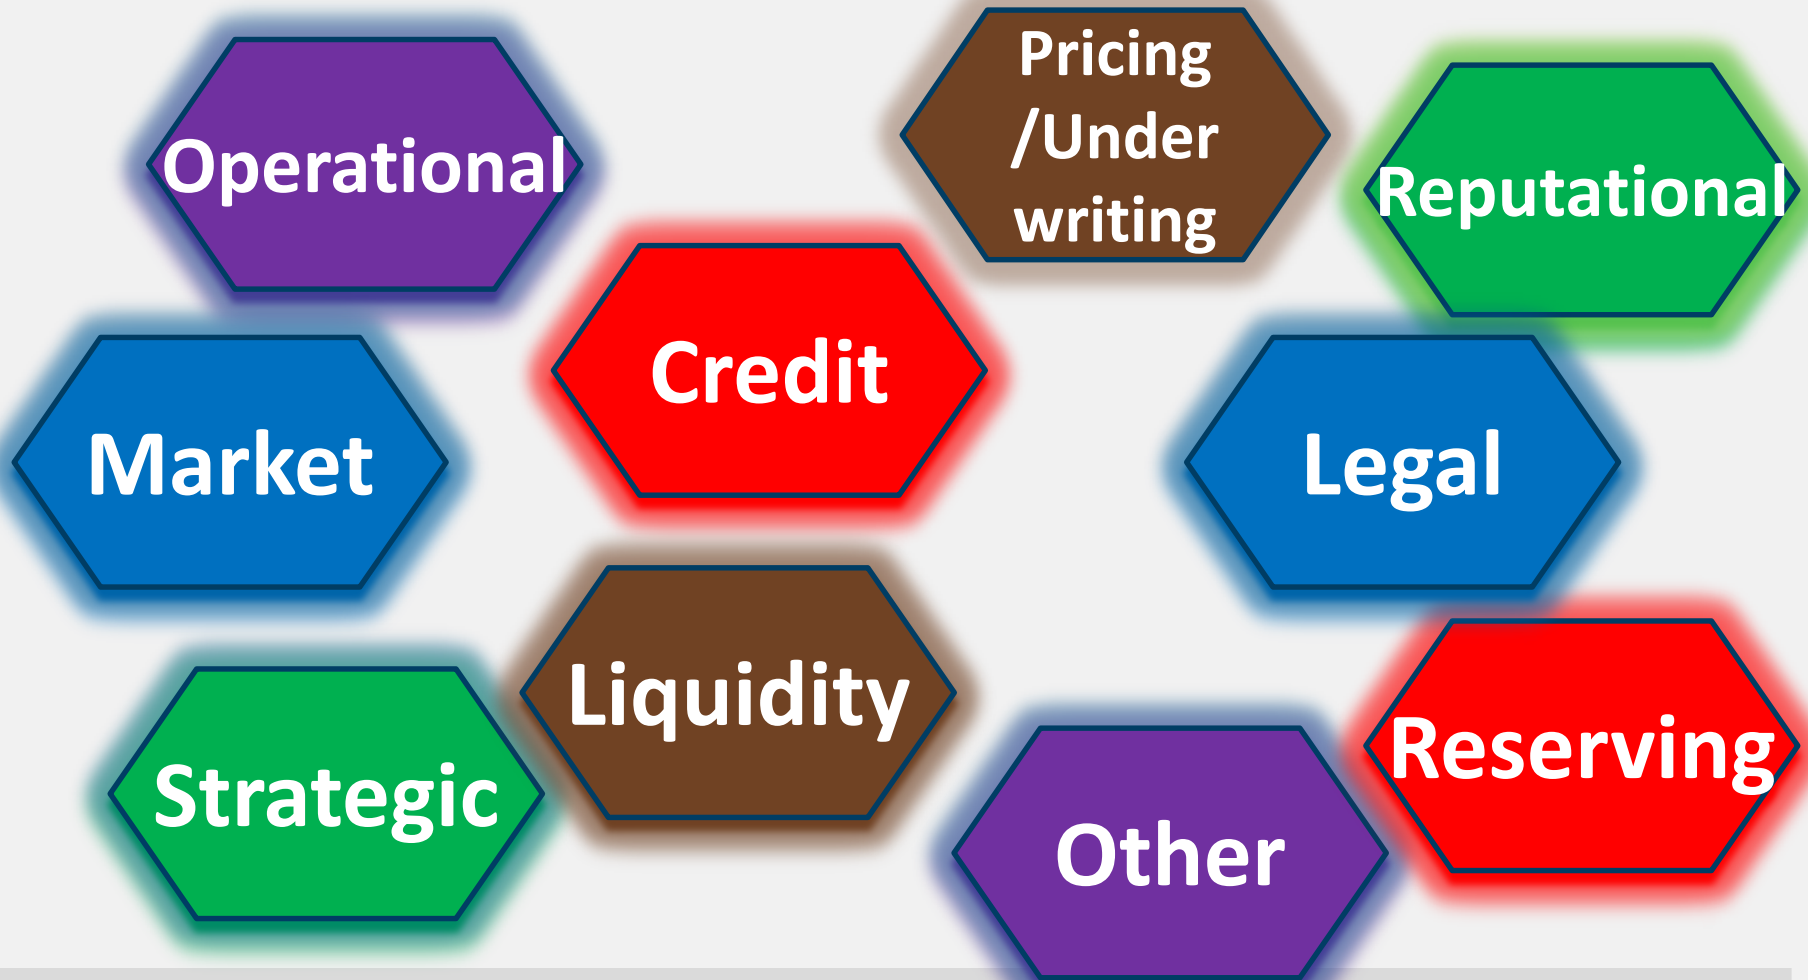 Operational
Pricing
/Under
writing
Reputational
Credit
Market
Legal
Liquidity
Reserving
Strategic
Other